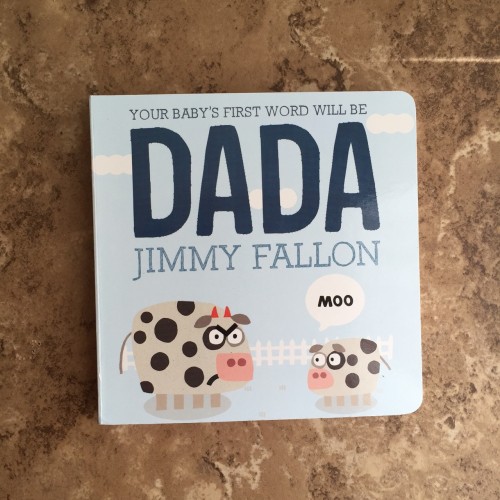 YOUR BABY'S FIRST WORD WILL BE
DADA
JIMMY FALLON
MOO